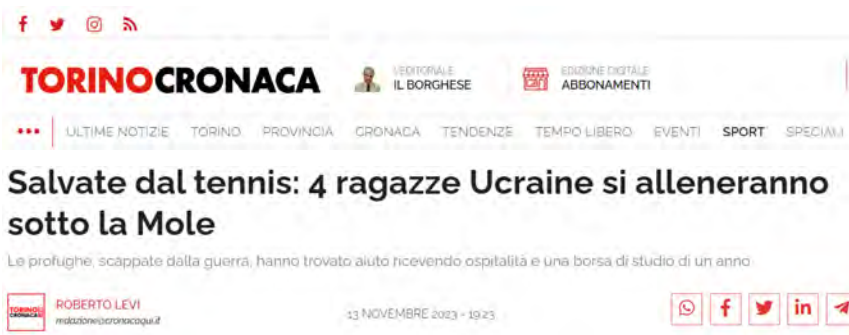 TORINOCRONACA
L'EDITORIALE
IL BORGHESE
EDIZIONE DIGITALE
ABBONAMENTI
ULTIME NOTIZIE TORINO PROVINCIA CRONACA TENDENZE TEMPO LIBERO EVENTI SPORT SPECIALI
Salvate dal tennis: 4 ragazze Ucraine si alleneranno
sotto la Mole
Le profughe, scappate dalla guerra, hanno trovato aiuto ricevendo ospitalità e una borsa di studio di un anno
ROBERTO LEVI
redazione@cronacaqui.it
13 NOVEMBRE 2023 - 19:23